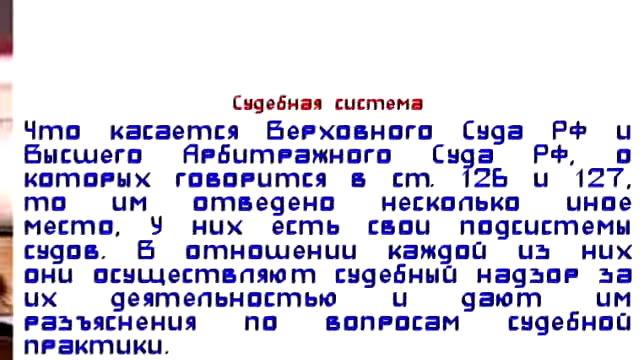 Судебная система
Что касается Верховного Суда РФ и
Высшего Арбитражного Суда РФ, о
которых говорится в ст. 126 и 127,
то им отведено несколько иное
место, У них есть свои подсистемы
судов. В отношении каждой из них
они осуществляют судебный надзор за
их деятельностью и дают им
разъяснения по вопросам судебной
практики.